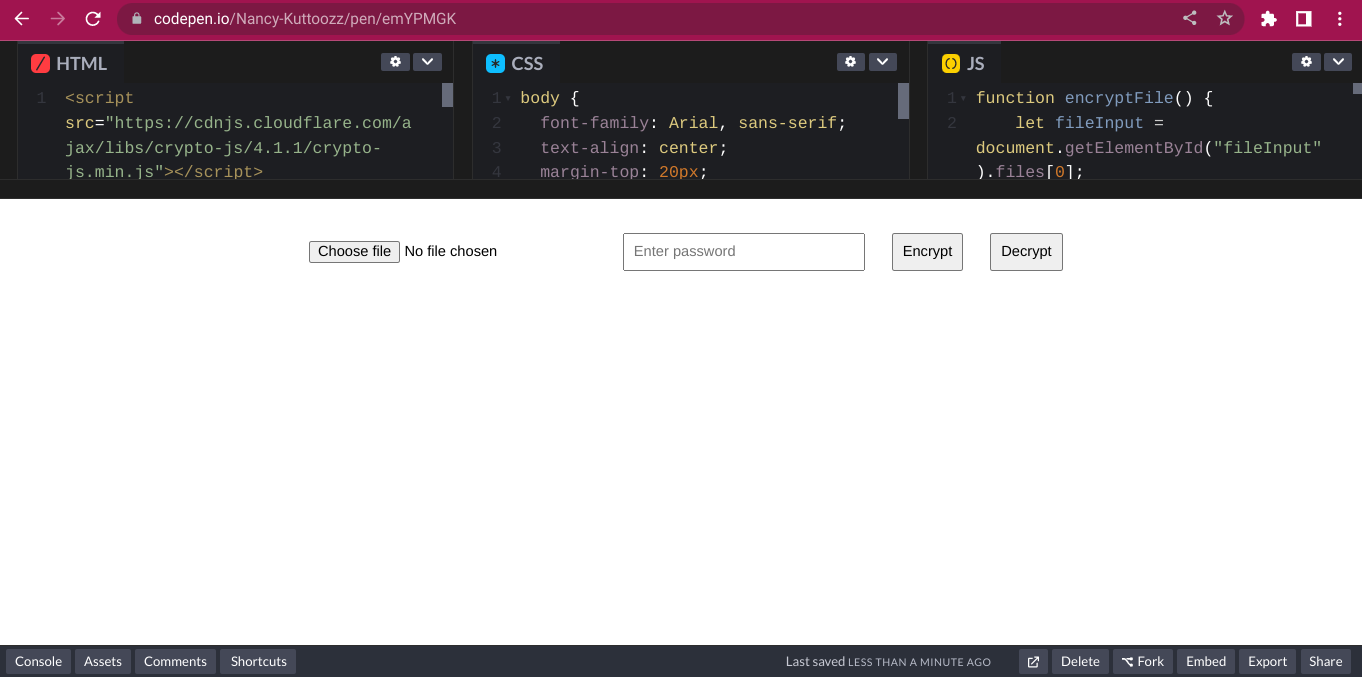 codepen.io/Nancy-Kuttoozz/pen/emYPMGK
HTML
1 <script
src="https://cdnjs.cloudflare.com/a
jax/libs/crypto-js/4.1.1/crypto-
js.min.js"></script>
CSS
1 body {
2 font-family: Arial, sans-serif;
3 text-align: center;
4 margin-top: 20px;
JS
1 function encryptFile() {
2 let fileInput =
document.getElementById("fileInput"
).files[0];
Choose file No file chosen Enter password Encrypt Decrypt
Console Assets Comments Shortcuts Last saved LESS THAN A MINUTE AGO Delete Fork Embed Export Share